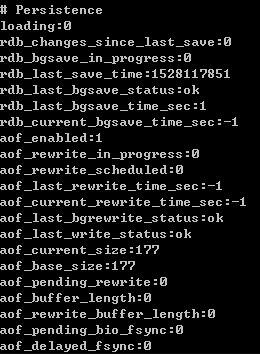 # Persistence
loading:0
rdb_changes_since_last_save:0
rdb_bgsave_in_progress:0
rdb_last_save_time:1528117851
rdb_last_bgsave_status:ok
rdb_last_bgsave_time_sec:1
rdb_current_bgsave_time_sec:-1
aof_enabled:1
aof_rewrite_in_progress:0
aof_rewrite_scheduled:0
aof_last_rewrite_time_sec:-1
aof_current_rewrite_time_sec:-1
aof_last_bgrewrite_status:ok
aof_last_write_status:ok
aof_current_size:177
aof_base_size:177
aof_pending_rewrite:0
aof_buffer_length:0
aof_rewrite_buffer_length:0
aof_pending_bio_fsync:0
aof_delayed_fsync:0